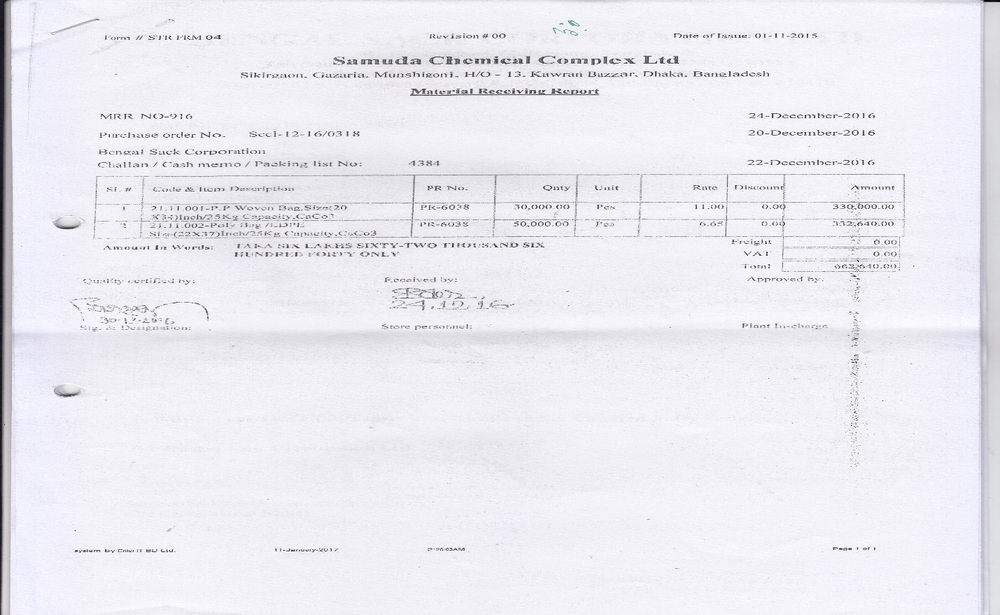 Form // STR FRM 04 Revision # 00 No. Date of Issue: 01-11-2015
Samuda Chemical Complex Ltd
Sikirgaon, Gazaria, Munshigonj, H/O - 13, Kawran Bazzar, Dhaka, Bangladesh
Material Receiving Report
MRR NO-916 24-December-2016
Purchase order No. Sccl-12-16/0318 20-December-2016
Bengal Sack Corporation
Challan / Cash memo / Packing list No: 4384 22-December-2016
Sl. # Code & Item Description PR No. Qnty Unit Rate Discount Amount
1 21.11.001-P.P Woven Bag,Size(20 PR-6038 30,000.00 Pcs 11.00 0.00 330,000.00
X34)Inch/25Kg Capacity,CaCo3
2 21.11.002-Poly Bag /LDPE PR-6038 50,000.00 Pcs 6.65 0.00 332,640.00
Size(22X37)Inch/25Kg Capacity,CaCo3
Amount In Words: TAKA SIX LAKHS SIXTY-TWO THOUSAND SIX
HUNDRED FORTY ONLY
Freight 0.00
VAT 0.00
Total 662,640.00
Quality certified by: Received by: Approved by:
30-12-2016 24.12.16
Sig. & Designation: Store personnel: Plant In-charge
system by Enter IT BD Ltd. 11-January-2017 9:26:03AM Page 1 of 1